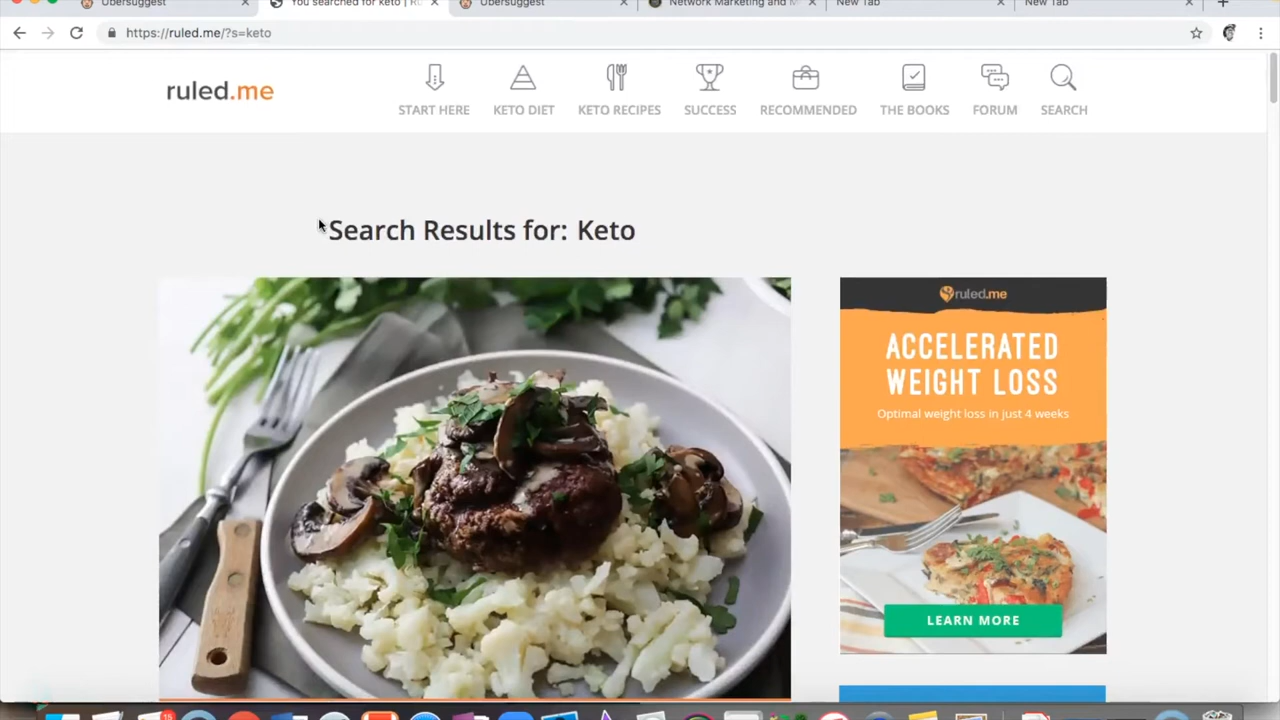 Ubersuggest
You searched for keto | Ru
Ubersuggest
Network Marketing and M
New Tab
New Tab
https://ruled.me/?s=keto
ruled.me
START HERE
KETO DIET
KETO RECIPES
SUCCESS
RECOMMENDED
THE BOOKS
FORUM
SEARCH
Search Results for: Keto
ruled.me
ACCELERATED
WEIGHT LOSS
Optimal weight loss in just 4 weeks
LEARN MORE